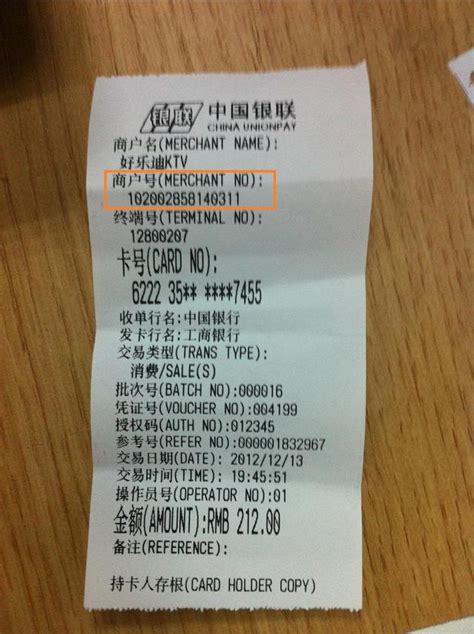 银联 中国银联
CHINA UNIONPAY
商户名(MERCHANT NAME):
好乐迪KTV
商户号(MERCHANT NO):
102002858140311
终端号(TERMINAL NO):
12800207
卡号(CARD NO):
6222 35** ****7455
收单行名:中国银行
发卡行名:工商银行
交易类型(TRANS TYPE):
消费/SALE(S)
批次号(BATCH NO):000016
凭证号(VOUCHER NO):004199
授权码(AUTH NO):012345
参考号(REFER NO):000001832967
交易日期(DATE): 2012/12/13
交易时间(TIME): 19:45:51
操作员号(OPERATOR NO):01
金额(AMOUNT):RMB 212.00
备注(REFERENCE):
持卡人存根(CARD HOLDER COPY)